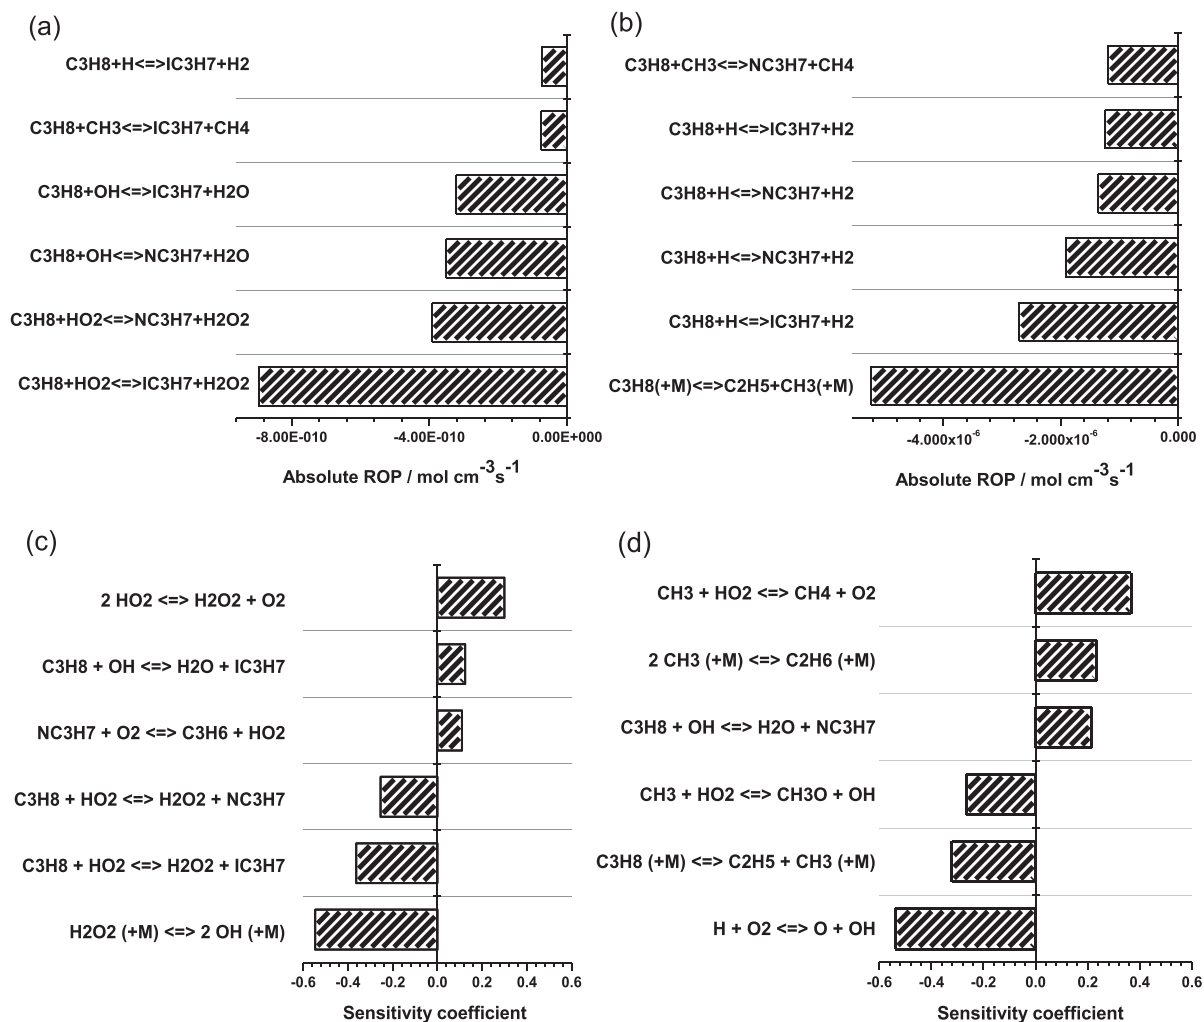 (a)
C3H8+H<=>IC3H7+H2
C3H8+CH3<=>IC3H7+CH4
C3H8+OH<=>IC3H7+H2O
C3H8+OH<=>NC3H7+H2O
C3H8+HO2<=>NC3H7+H2O2
C3H8+HO2<=>IC3H7+H2O2
-8.00E-010 -4.00E-010 0.00E+000
Absolute ROP / mol cm-3s-1
(b)
C3H8+CH3<=>NC3H7+CH4
C3H8+H<=>IC3H7+H2
C3H8+H<=>NC3H7+H2
C3H8+H<=>NC3H7+H2
C3H8+H<=>IC3H7+H2
C3H8(+M)<=>C2H5+CH3(+M)
-4.000x10-6 -2.000x10-6 0.000
Absolute ROP / mol cm-3s-1
(c)
2 HO2 <=> H2O2 + O2
C3H8 + OH <=> H2O + IC3H7
NC3H7 + O2 <=> C3H6 + HO2
C3H8 + HO2 <=> H2O2 + NC3H7
C3H8 + HO2 <=> H2O2 + IC3H7
H2O2 (+M) <=> 2 OH (+M)
-0.6 -0.4 -0.2 0.0 0.2 0.4 0.6
Sensitivity coefficient
(d)
CH3 + HO2 <=> CH4 + O2
2 CH3 (+M) <=> C2H6 (+M)
C3H8 + OH <=> H2O + NC3H7
CH3 + HO2 <=> CH3O + OH
C3H8 (+M) <=> C2H5 + CH3 (+M)
H + O2 <=> O + OH
-0.6 -0.4 -0.2 0.0 0.2 0.4 0.6
Sensitivity coefficient